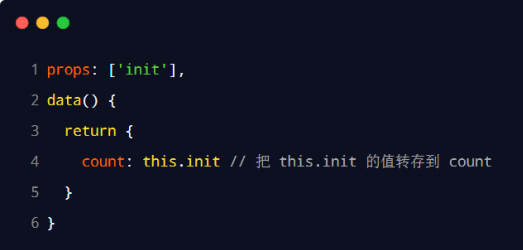 1 props: ['init'],
2 data() {
3   return {
4     count: this.init // 把 this.init 的值转存到 count
5   }
6 }